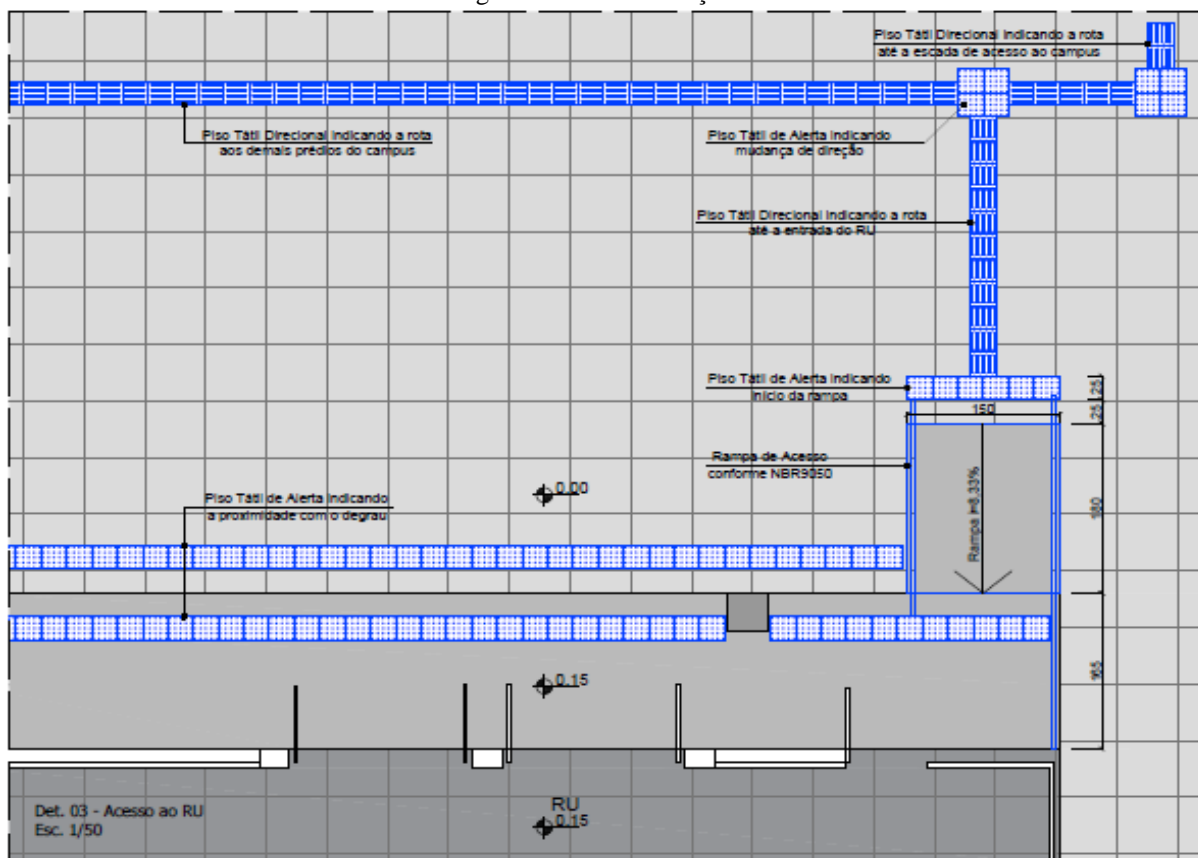 Piso Tátil Direcional indicando a rota
até a escada de acesso ao campus
Piso Tátil Direcional indicando a rota
aos demais prédios do campus
Piso Tátil de Alerta indicando
mudança de direção
Piso Tátil Direcional indicando a rota
até a entrada do RU
Piso Tátil de Alerta indicando
início da rampa
25
25
150
Rampa de Acesso
conforme NBR9050
Rampa i=8.33%
180
Piso Tátil de Alerta indicando
a proximidade com o degrau
0.00
165
0.15
Det. 03 - Acesso ao RU
Esc. 1/50
RU
0.15